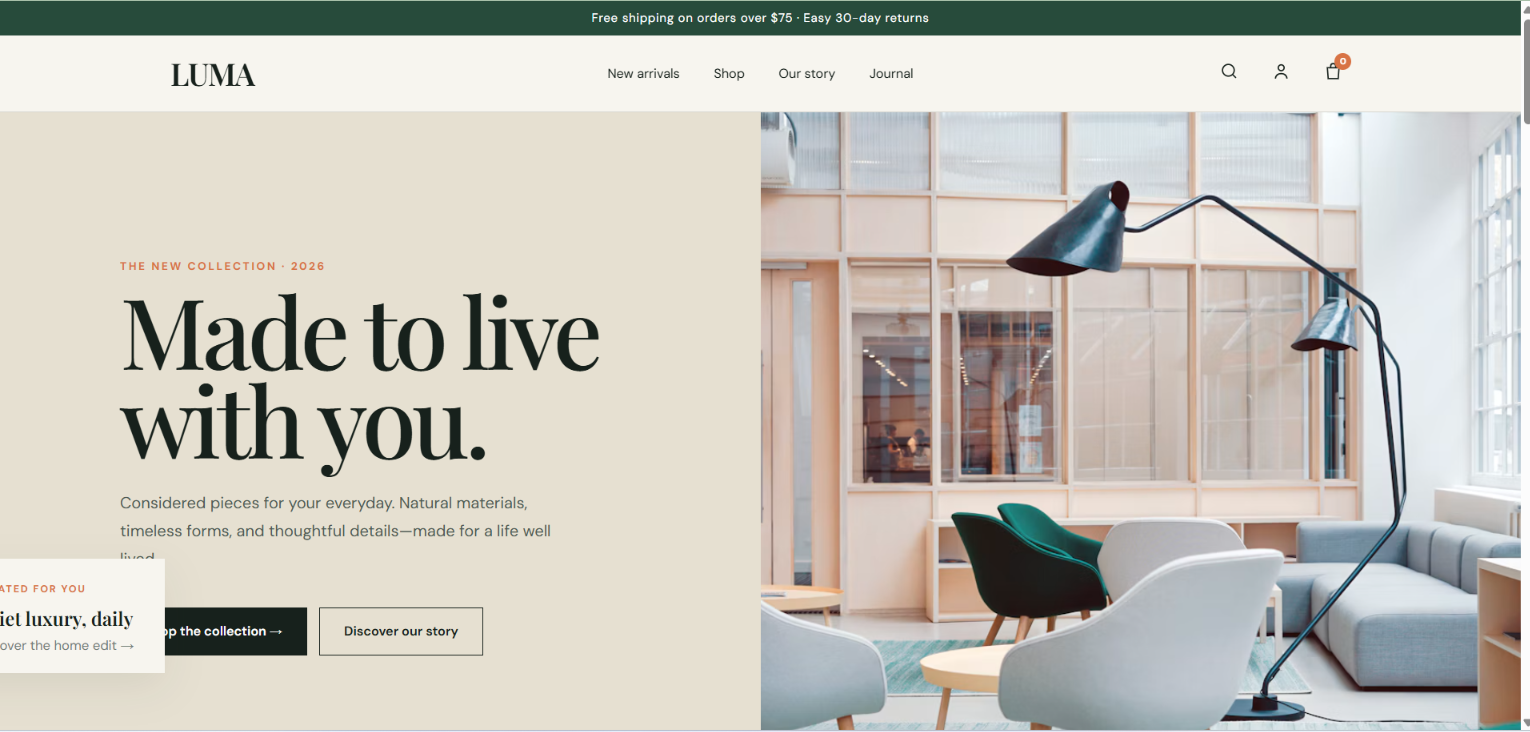 Free shipping on orders over $75 · Easy 30-day returns
LUMA
New arrivals Shop Our story Journal
0
THE NEW COLLECTION · 2026
Made to live
with you.
Considered pieces for your everyday. Natural materials,
timeless forms, and thoughtful details—made for a life well
lived.
ATED FOR YOU
iet luxury, daily
over the home edit →
op the collection →
Discover our story